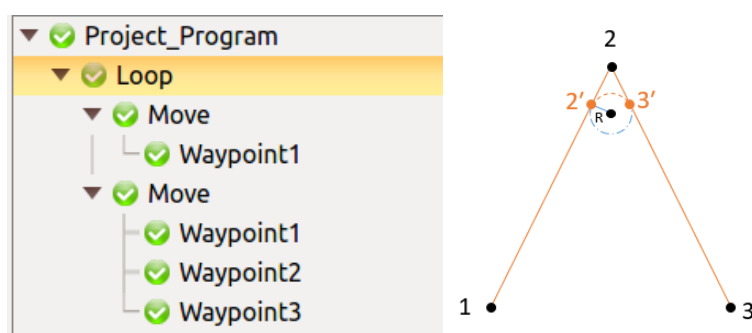 Project_Program
Loop
Move
Waypoint1
Move
Waypoint1
Waypoint2
Waypoint3
2
2' 3'
R
1 3